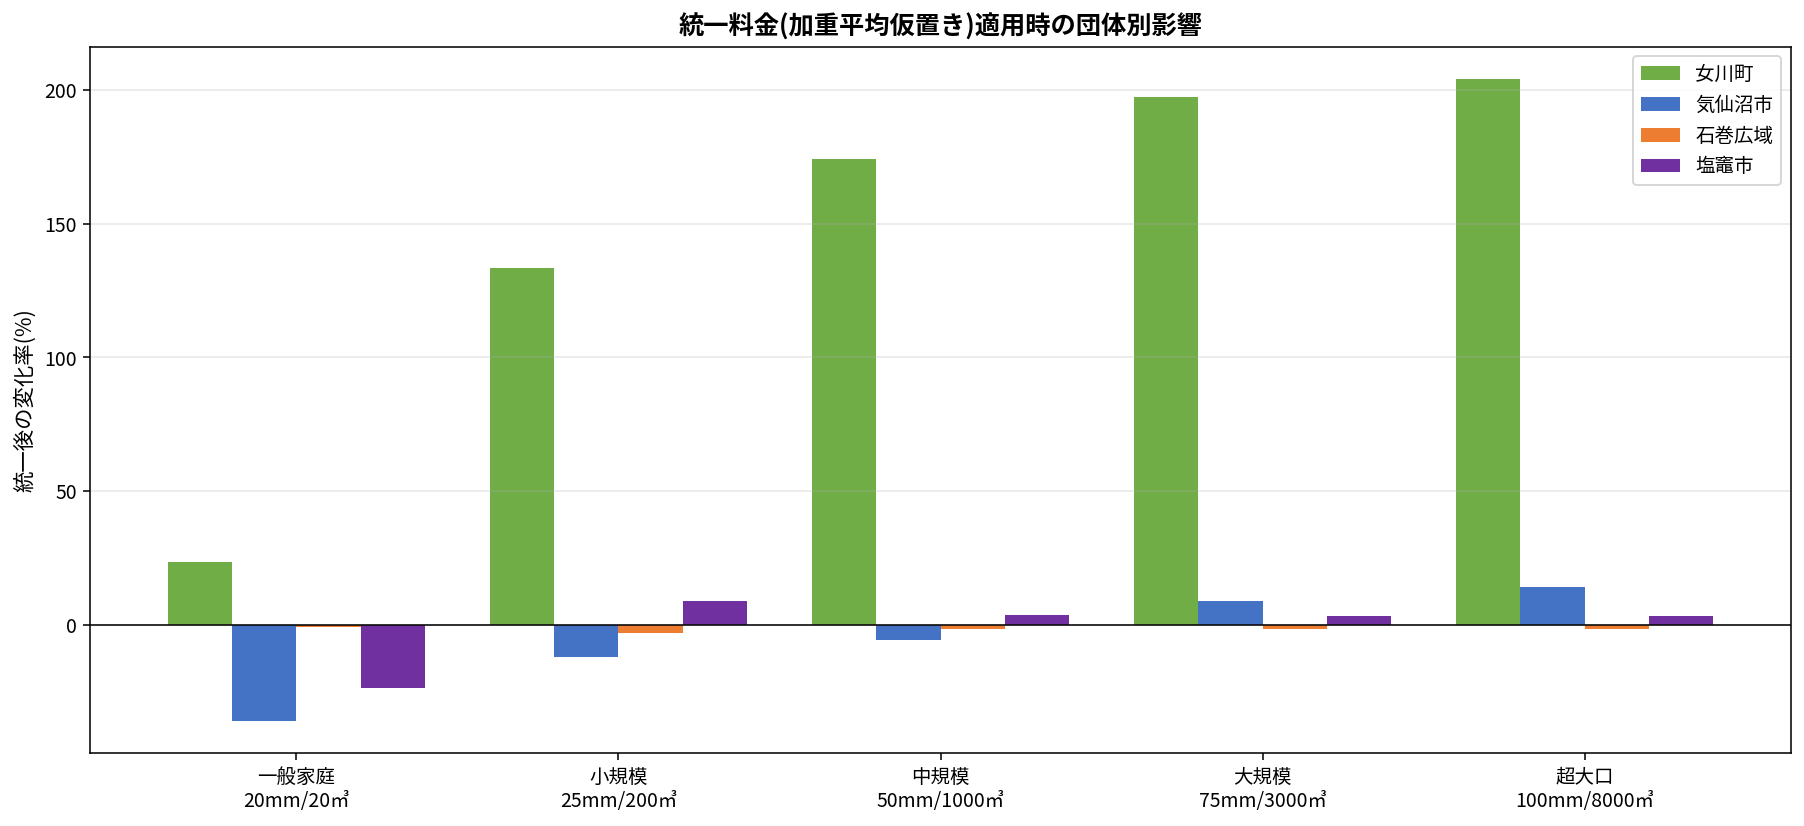 統一料金(加重平均仮置き)適用時の団体別影響
女川町
気仙沼市
石巻広域
塩竈市
統一後の変化率(%)
200
150
100
50
0
一般家庭
20mm/20㎥
小規模
25mm/200㎥
中規模
50mm/1000㎥
大規模
75mm/3000㎥
超大口
100mm/8000㎥